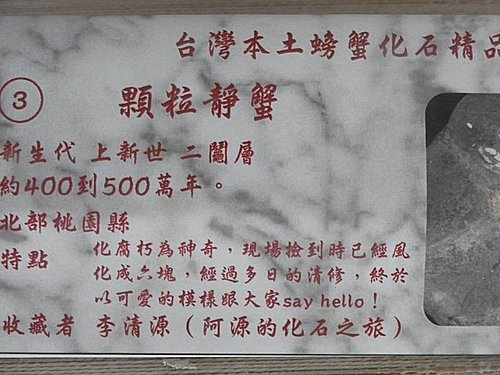 台灣本土螃蟹化石精品
③ 顆粒靜蟹
新生代 上新世 二鬮層
約400到500萬年。
北部桃園縣
特點 化腐朽為神奇，現場檢到時已經風
化成六塊，經過多日的清修，終於
以可愛的模樣跟大家say hello！
收藏者 李清源（阿源的化石之旅）